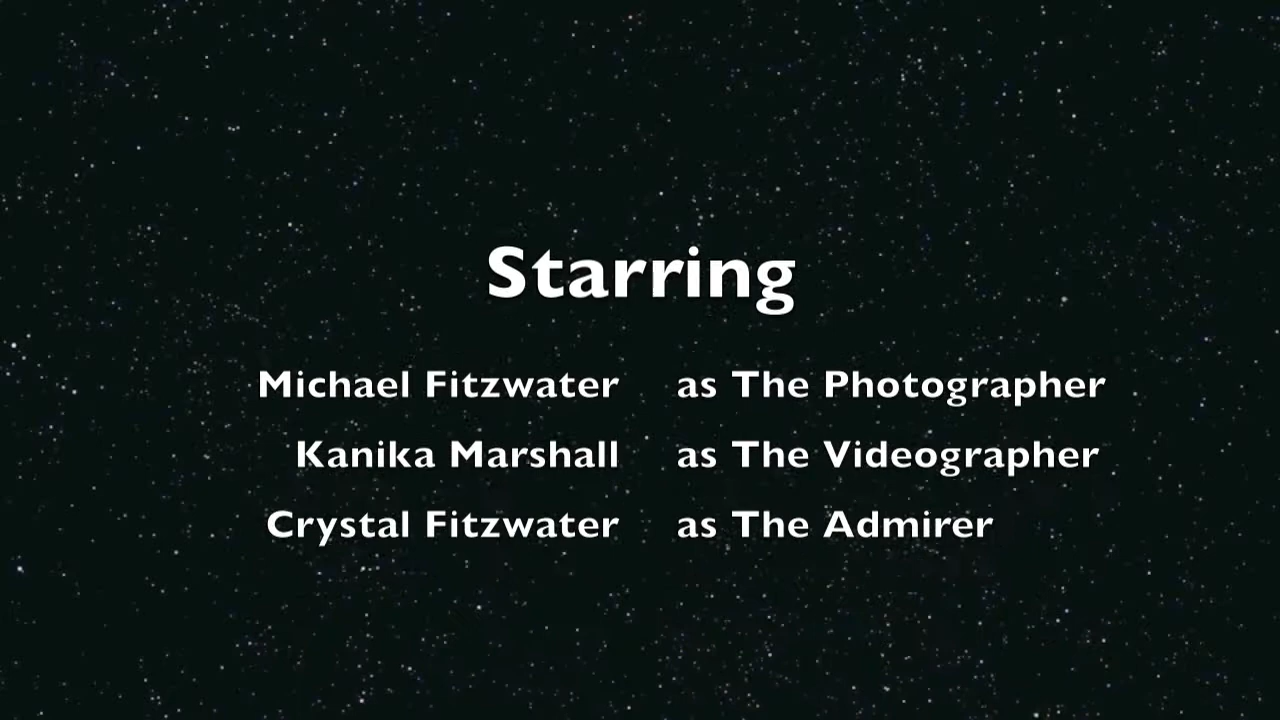 Starring
Michael Fitzwater as The Photographer
Kanika Marshall as The Videographer
Crystal Fitzwater as The Admirer